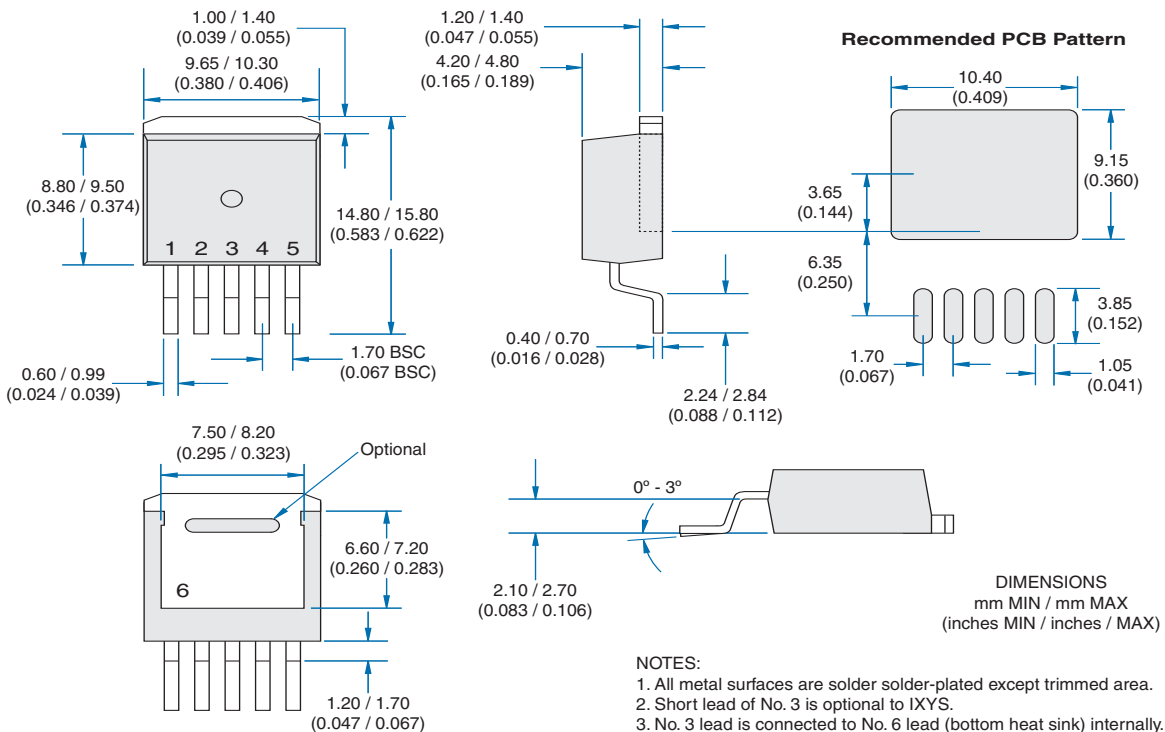 1.00 / 1.40
(0.039 / 0.055)
9.65 / 10.30
(0.380 / 0.406)
8.80 / 9.50
(0.346 / 0.374)
14.80 / 15.80
(0.583 / 0.622)
1 2 3 4 5
1.70 BSC
(0.067 BSC)
0.60 / 0.99
(0.024 / 0.039)
1.20 / 1.40
(0.047 / 0.055)
4.20 / 4.80
(0.165 / 0.189)
0.40 / 0.70
(0.016 / 0.028)
2.24 / 2.84
(0.088 / 0.112)
Recommended PCB Pattern
10.40
(0.409)
9.15
(0.360)
3.65
(0.144)
6.35
(0.250)
3.85
(0.152)
1.70
(0.067)
1.05
(0.041)
7.50 / 8.20
(0.295 / 0.323)
Optional
6.60 / 7.20
(0.260 / 0.283)
6
1.20 / 1.70
(0.047 / 0.067)
0º - 3º
2.10 / 2.70
(0.083 / 0.106)
DIMENSIONS
mm MIN / mm MAX
(inches MIN / inches / MAX)
NOTES:
1. All metal surfaces are solder solder-plated except trimmed area.
2. Short lead of No. 3 is optional to IXYS.
3. No. 3 lead is connected to No. 6 lead (bottom heat sink) internally.